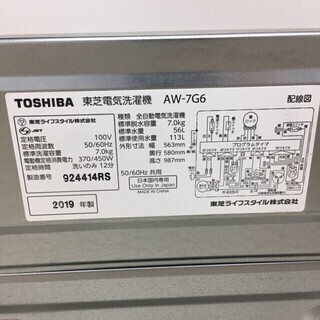 TOSHIBA 東芝電気洗濯機 AW-7G6 配線図
JET
東芝ライフスタイル株式会社
定格電圧 100V
定格周波数 50/60Hz
標準洗濯容量 7.0kg
電動機定格消費電力 370/450W
定格時間 洗い のみ 12分
製造番号 924414RS
2019 年製
種類 全自動電気洗濯機
標準脱水容量 7.0kg
標準水量 56L
標準使用水量 113L
外形寸法 幅 563mm
奥行 580mm
高さ 987mm
50/60Hz 共用
日本国内専用
Use Only in Japan
MADE IN CHINA
プログラムタイマ
東芝ライフスタイル株式会社